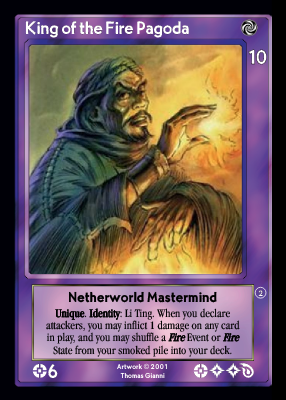 King of the Fire Pagoda
10
Netherworld Mastermind
2
Unique. Identity: Li Ting. When you declare
attackers, you may inflict 1 damage on any card
in play, and you may shuffle a Fire Event or Fire
State from your smoked pile into your deck.
6
Artwork © 2001
Thomas Gianni